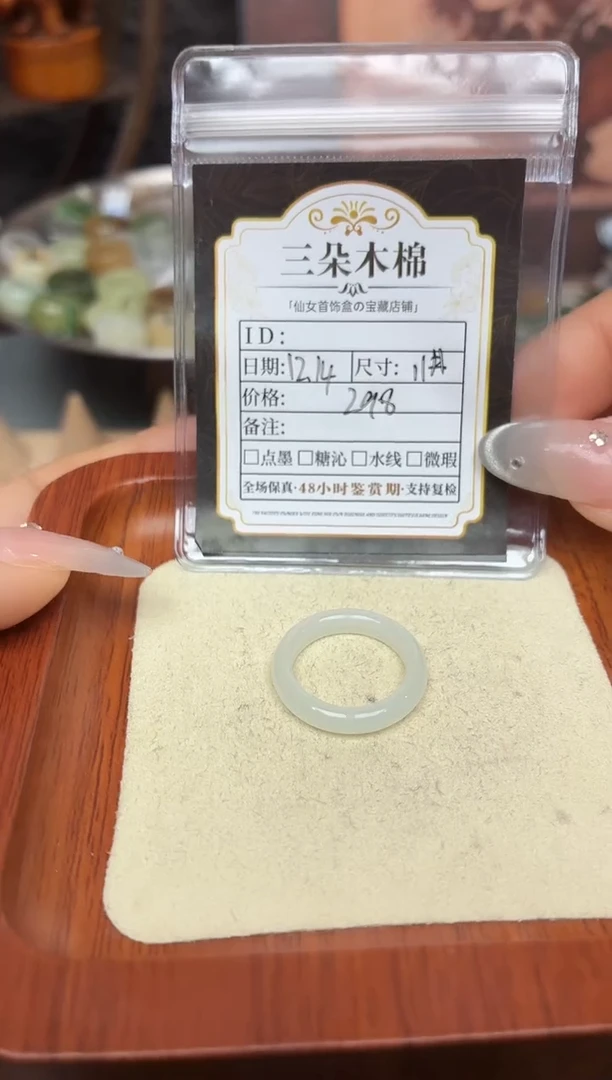 三朵木棉
「仙女首饰盒の宝藏店铺」
ID:
日期:12.14 尺寸: 11#
价格: 298
备注:
□点墨 □糖沁 □水线 □微瑕
全场保真·48小时鉴赏期·支持复检